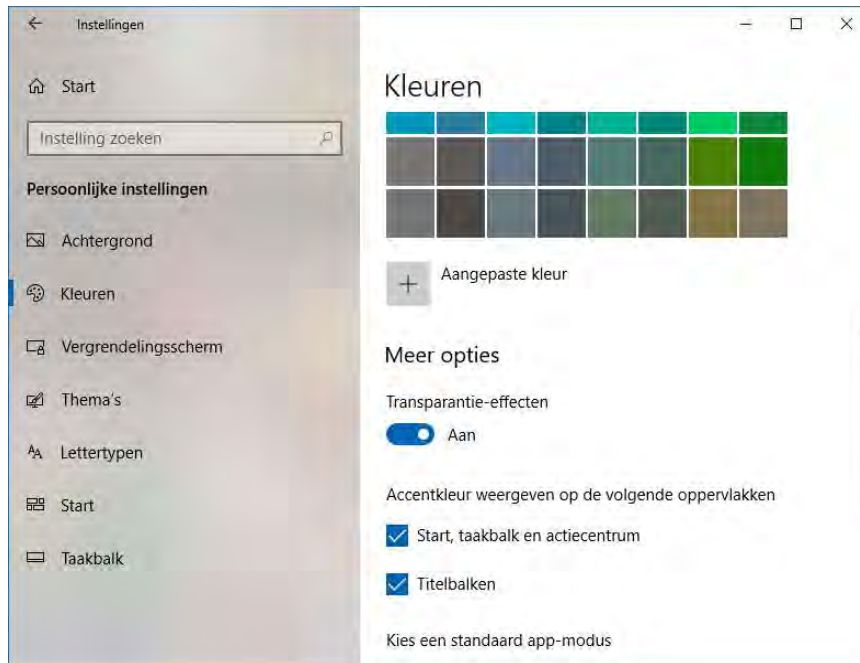 Instellingen
Start
Instelling zoeken
Persoonlijke instellingen
Achtergrond
Kleuren
Vergrendelingsscherm
Thema's
Lettertypen
Start
Taakbalk
Kleuren
Aangepaste kleur
Meer opties
Transparantie-effecten
Aan
Accentkleur weergeven op de volgende oppervlakken
Start, taakbalk en actiecentrum
Titelbalken
Kies een standaard app-modus